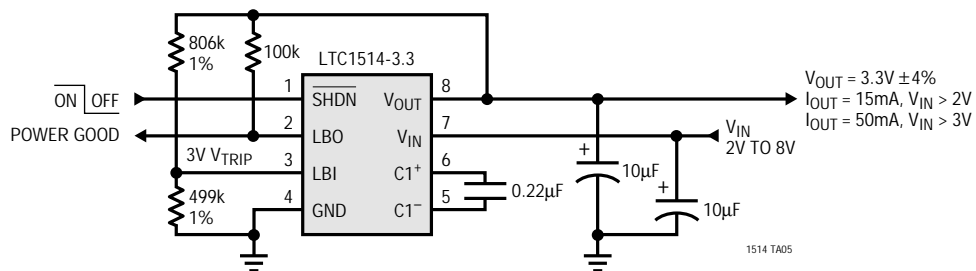 806k
1%
100k
LTC1514-3.3
ON OFF
POWER GOOD
3V VTRIP
499k
1%
1
2
3
4
SHDN
LBO
LBI
GND
VOUT
VIN
C1+
C1–
8
7
6
5
0.22µF
VOUT = 3.3V ±4%
IOUT = 15mA, VIN > 2V
IOUT = 50mA, VIN > 3V
VIN
2V TO 8V
+
10µF
+
10µF
1514 TA05